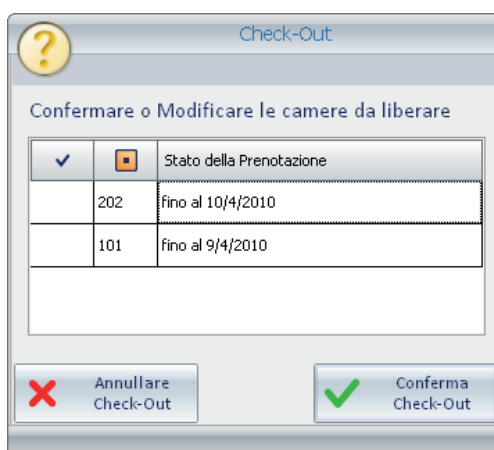 Check-Out
Confermare o Modificare le camere da liberare
Stato della Prenotazione
202 fino al 10/4/2010
101 fino al 9/4/2010
Annullare
Check-Out
Conferma
Check-Out